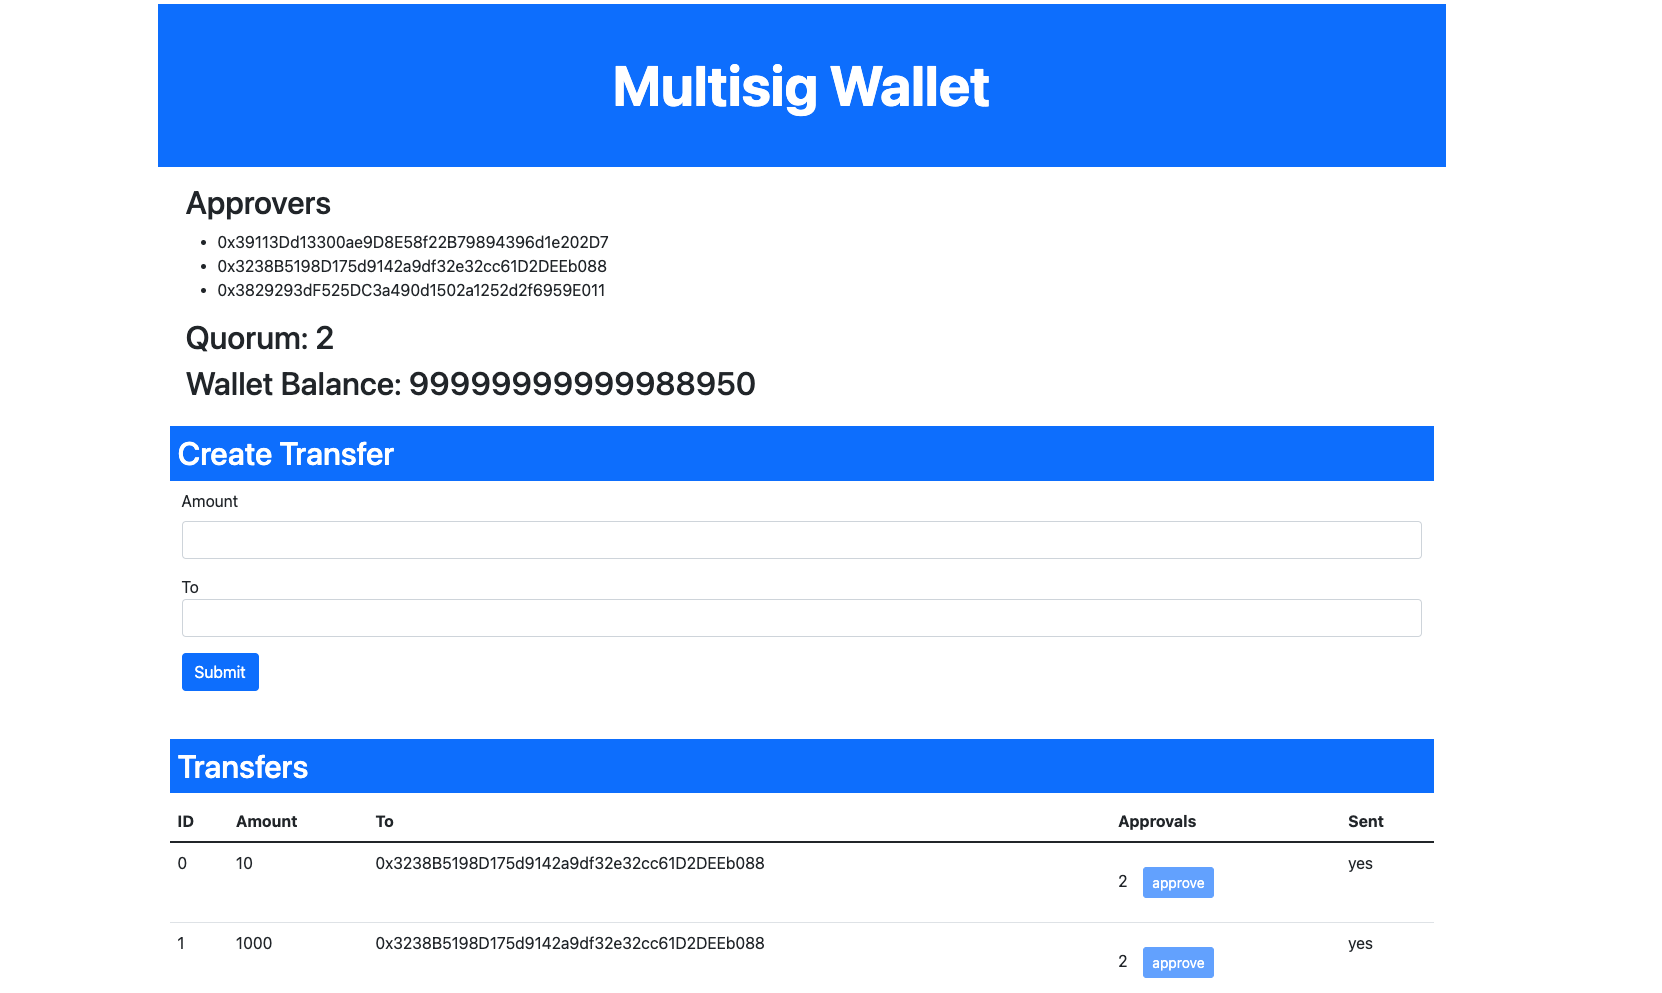 Multisig Wallet
Approvers
0x39113Dd13300ae9D8E58f22B79894396d1e202D7
0x3238B5198D175d9142a9df32e32cc61D2DEEb088
0x3829293dF525DC3a490d1502a1252d2f6959E011
Quorum: 2
Wallet Balance: 99999999999988950
Create Transfer
Amount
To
Submit
Transfers
ID Amount To Approvals Sent
0 10 0x3238B5198D175d9142a9df32e32cc61D2DEEb088 2 approve yes
1 1000 0x3238B5198D175d9142a9df32e32cc61D2DEEb088 2 approve yes